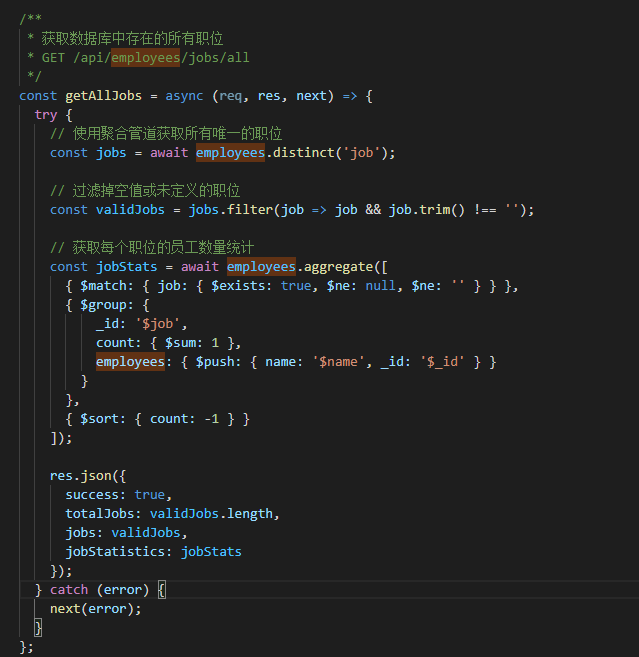 /**
 * 获取数据库中存在的所有职位
 * GET /api/employees/jobs/all
 */
const getAllJobs = async (req, res, next) => {
  try {
    // 使用聚合管道获取所有唯一的职位
    const jobs = await employees.distinct('job');

    // 过滤掉空值或未定义的职位
    const validJobs = jobs.filter(job => job && job.trim() !== '');

    // 获取每个职位的员工数量统计
    const jobStats = await employees.aggregate([
      { $match: { job: { $exists: true, $ne: null, $ne: '' } } },
      { $group: {
          _id: '$job',
          count: { $sum: 1 },
          employees: { $push: { name: '$name', _id: '$_id' } }
        }
      },
      { $sort: { count: -1 } }
    ]);

    res.json({
      success: true,
      totalJobs: validJobs.length,
      jobs: validJobs,
      jobStatistics: jobStats
    });
  } catch (error) {
    next(error);
  }
};